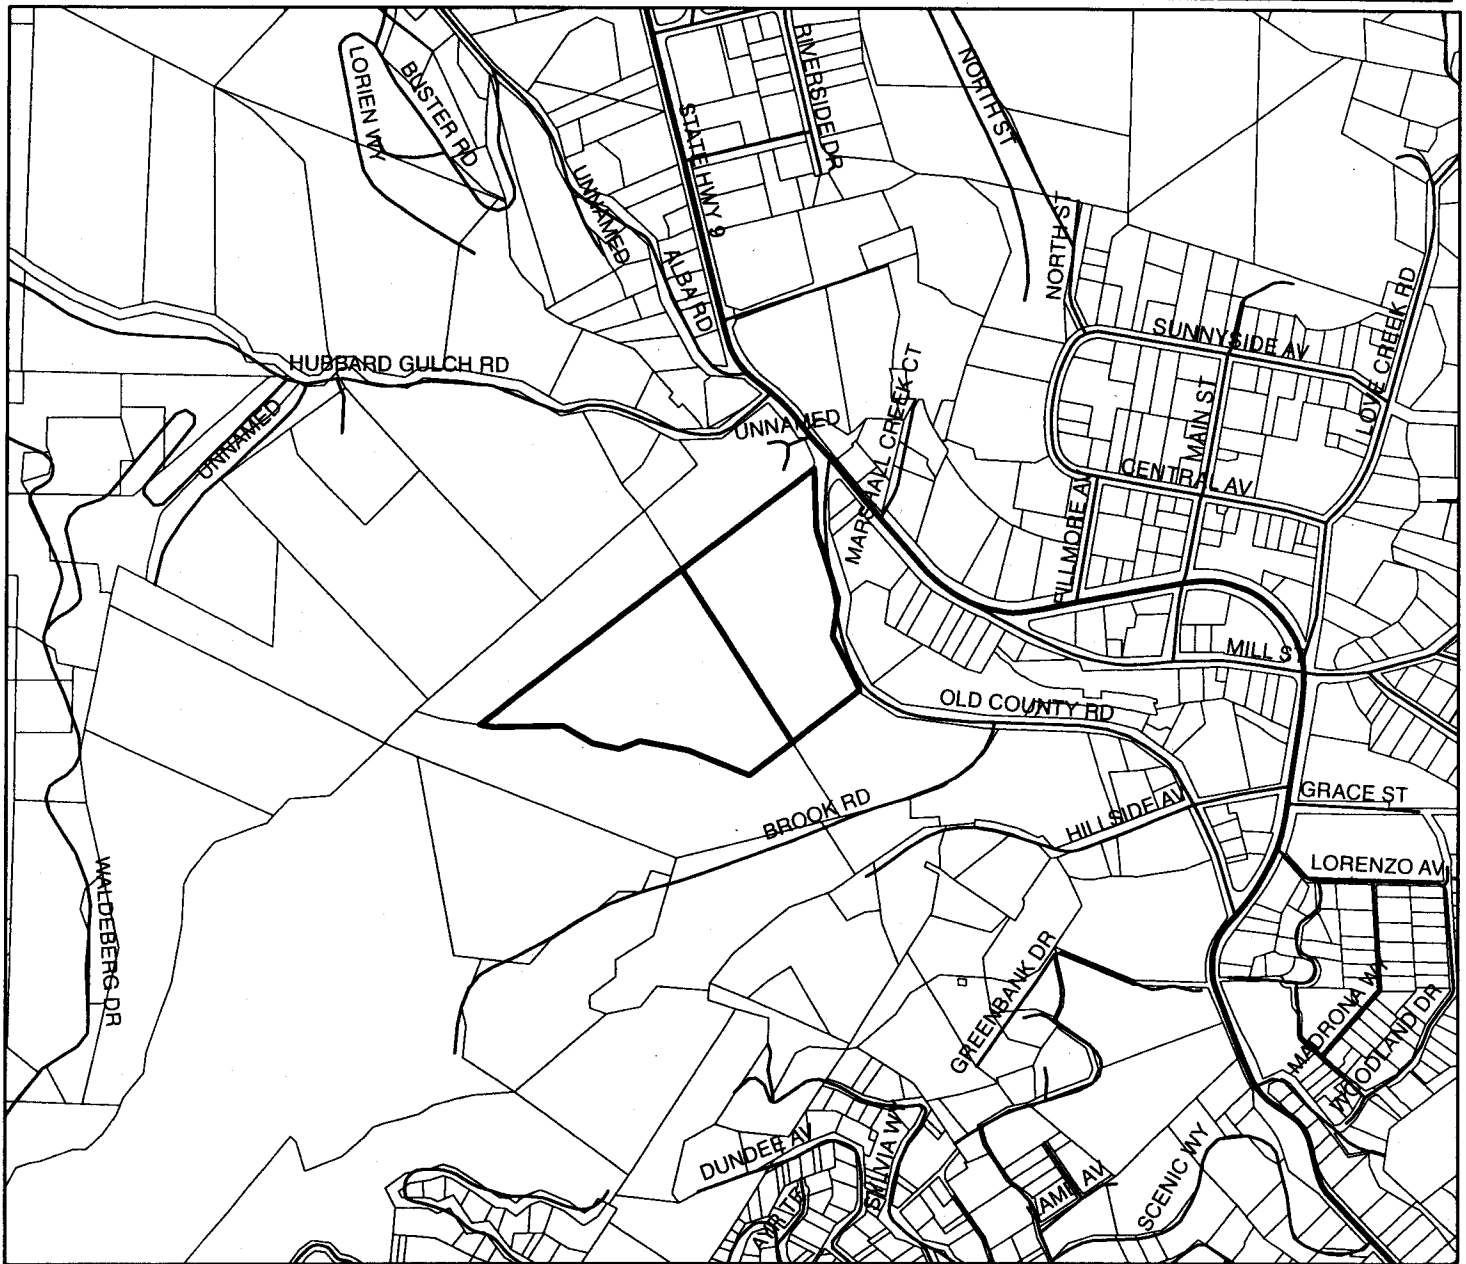 LORIEN WY
BUSTER RD
UNNAMED
ALBA RD
STATE HWY 9
RIVERSIDE DR
NORTH ST
NORTH ST
SUNNYSIDE AV
LOVE CREEK RD
MAIN ST
CENTRAL AV
FILLMORE AV
HUBBARD GULCH RD
UNNAMED
UNNAMED
MARSHALL CREEK CT
MILL ST
OLD COUNTY RD
BROOK RD
HILLSIDE AV
GRACE ST
LORENZO AV
WALDEBERG DR
GREENBANK DR
MADRONA WY
WOODLAND DR
DUNDEE AV
SYLVIA WY
SCENIC WY